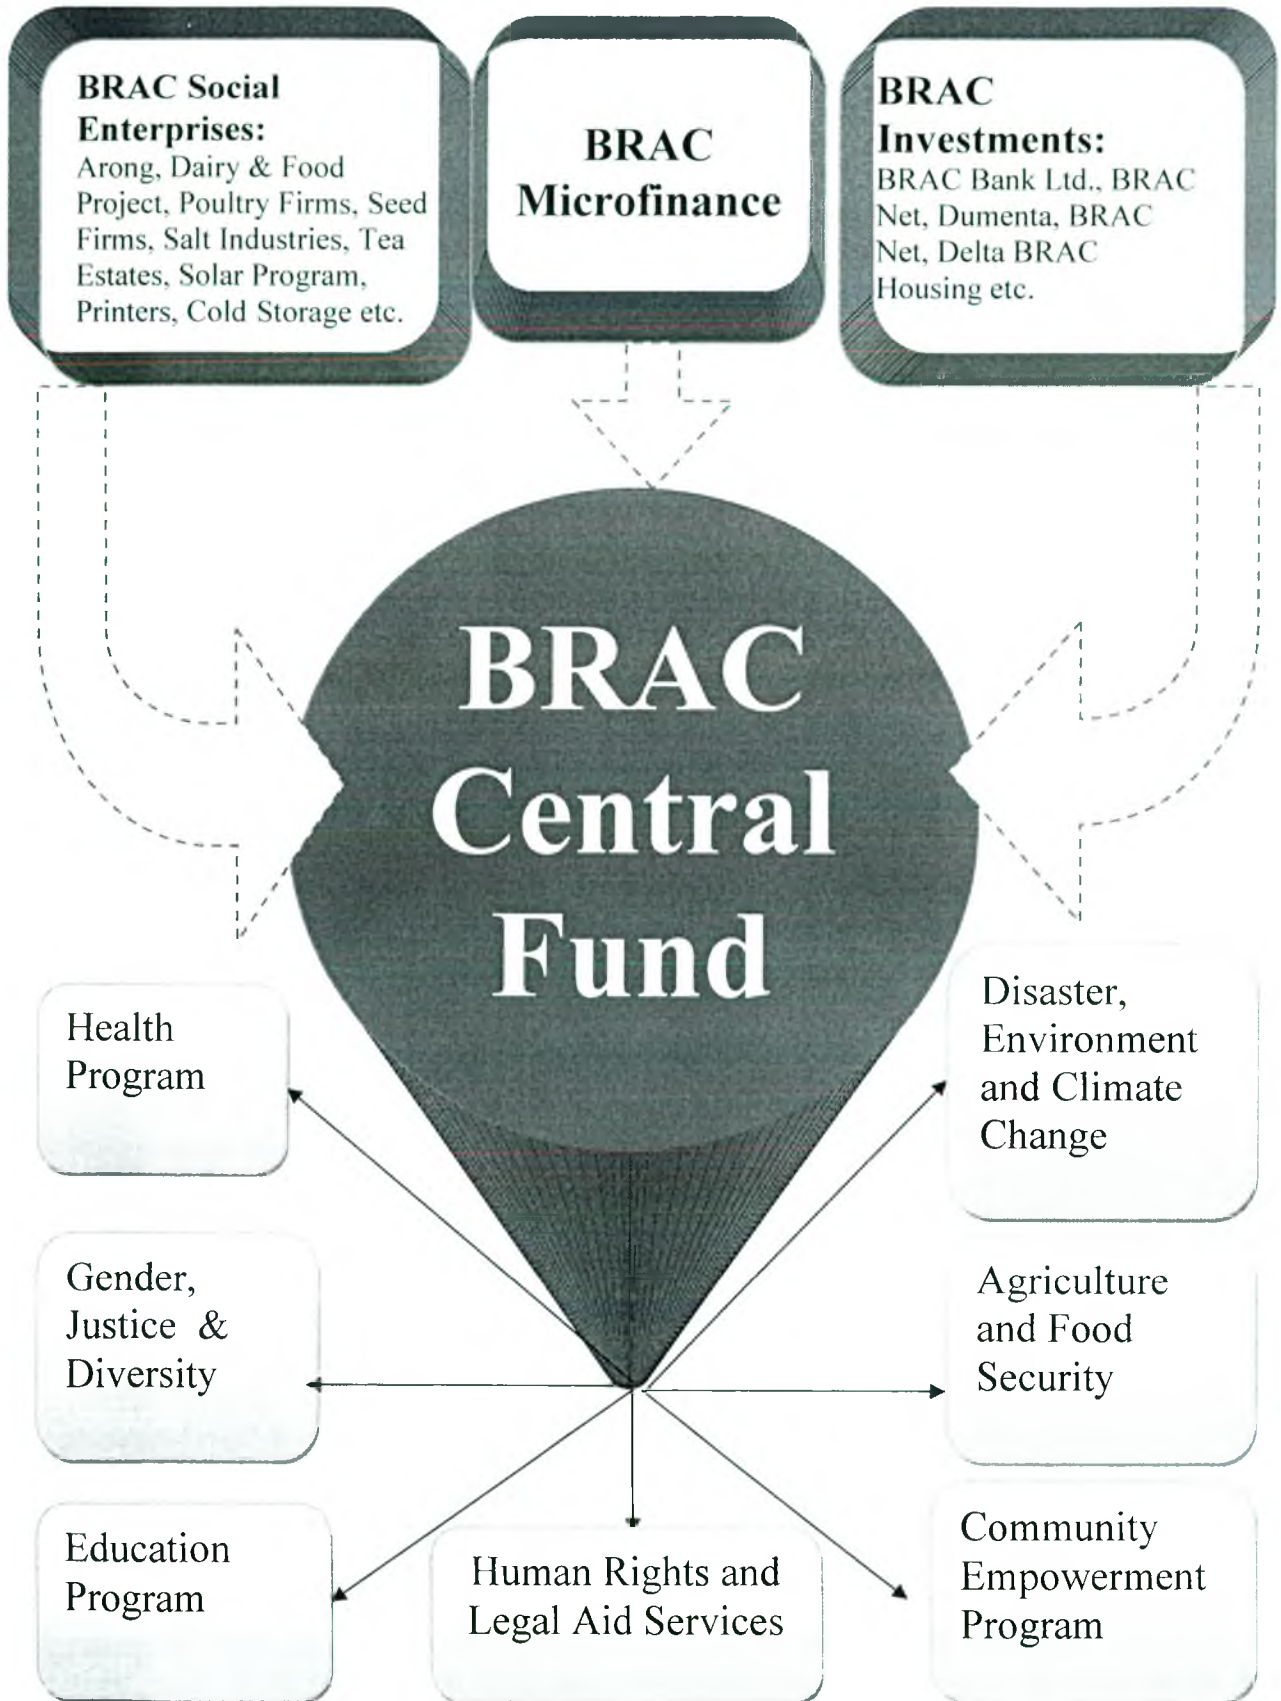 BRAC Social
Enterprises:
Arong, Dairy & Food
Project, Poultry Firms, Seed
Firms, Salt Industries, Tea
Estates, Solar Program,
Printers, Cold Storage etc.
BRAC
Microfinance
BRAC
Investments:
BRAC Bank Ltd., BRAC
Net, Dumenta, BRAC
Net, Delta BRAC
Housing etc.
BRAC
Central
Fund
Health
Program
Disaster,
Environment
and Climate
Change
Gender,
Justice &
Diversity
Agriculture
and Food
Security
Education
Program
Human Rights and
Legal Aid Services
Community
Empowerment
Program